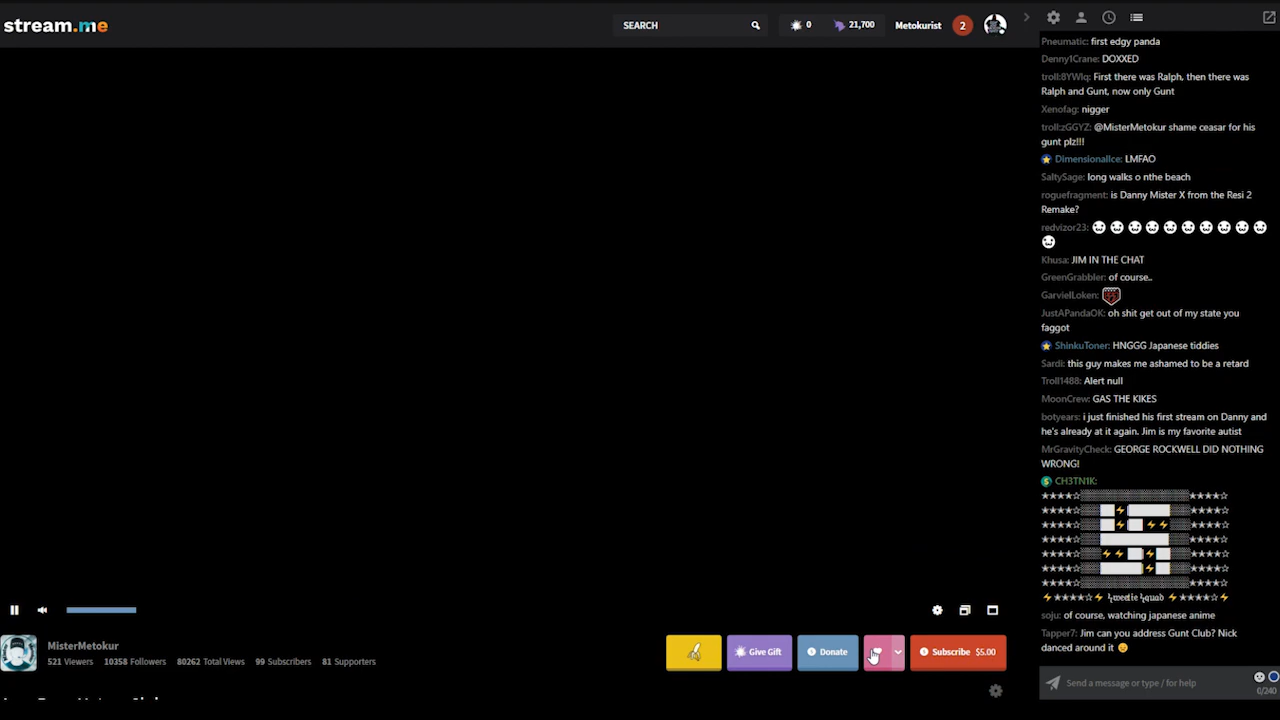 stream.me
SEARCH
0
21,700
Metokurist
2
Pneumatic: first edgy panda
Denny1Crane: DOXXED
troll:8YWlq: First there was Ralph, then there was
Ralph and Gunt, now only Gunt
Xenofag: nigger
troll:zGGYZ: @MisterMetokur shame ceasar for his
gunt plz!!!
DimensionalIce: LMFAO
SaltySage: long walks o nthe beach
roguefragment: is Danny Mister X from the Resi 2
Remake?
redvizor23:
Khusa: JIM IN THE CHAT
GreenGrabbler: of course..
GarvielLoken:
JustAPandaOK: oh shit get out of my state you
faggot
ShinkuToner: HNGGG Japanese tiddies
Sardi: this guy makes me ashamed to be a retard
Troll1488: Alert null
MoonCrew: GAS THE KIKES
botyears: i just finished his first stream on Danny and
he's already at it again. Jim is my favorite autist
MrGravityCheck: GEORGE ROCKWELL DID NOTHING
WRONG!
CH3TN1K:
soju: of course, watching japanese anime
Tapper7: Jim can you address Gunt Club? Nick
danced around it
Send a message or type / for help
0/240
MisterMetokur
521 Viewers 10358 Followers 80262 Total Views 99 Subscribers 81 Supporters
Give Gift
Donate
Subscribe $5.00